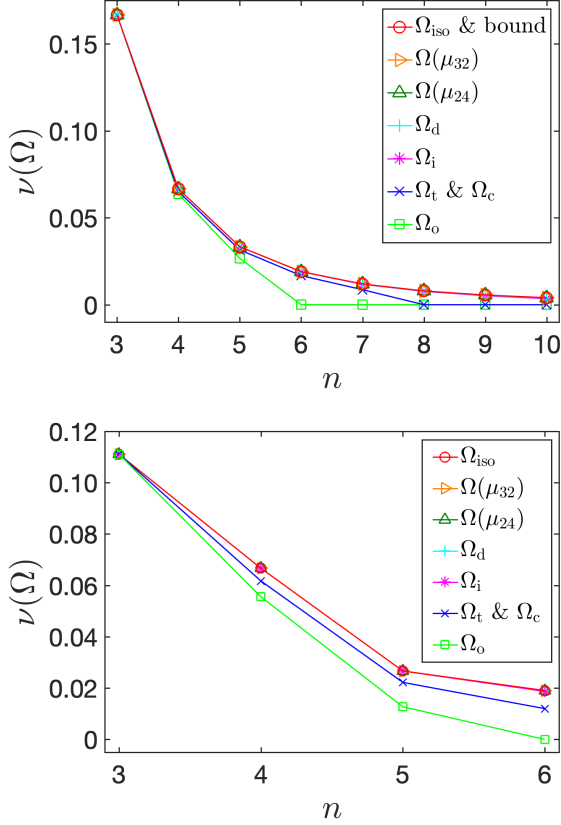 0.15
0.10
0.05
0
ν(Ω)
3 4 5 6 7 8 9 10
n
Ω_iso & bound
Ω(μ_32)
Ω(μ_24)
Ω_d
Ω_i
Ω_t & Ω_c
Ω_o
0.12
0.10
0.08
0.06
0.04
0.02
0
ν(Ω)
3 4 5 6
n
Ω_iso
Ω(μ_32)
Ω(μ_24)
Ω_d
Ω_i
Ω_t & Ω_c
Ω_o